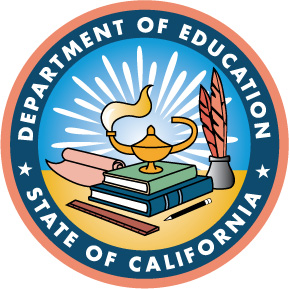 DEPARTMENT OF EDUCATION
STATE OF CALIFORNIA